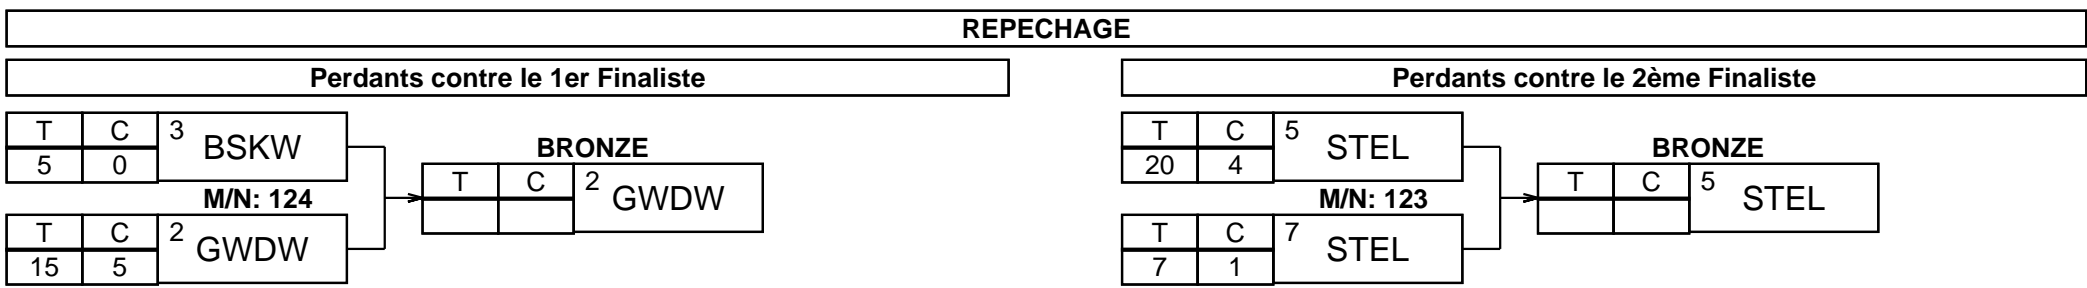 REPECHAGE
Perdants contre le 1er Finaliste
T C 3 BSKW
5 0
M/N: 124
T C 2 GWDW
15 5
BRONZE
T C 2 GWDW
Perdants contre le 2ème Finaliste
T C 5 STEL
20 4
M/N: 123
T C 7 STEL
7 1
BRONZE
T C 5 STEL